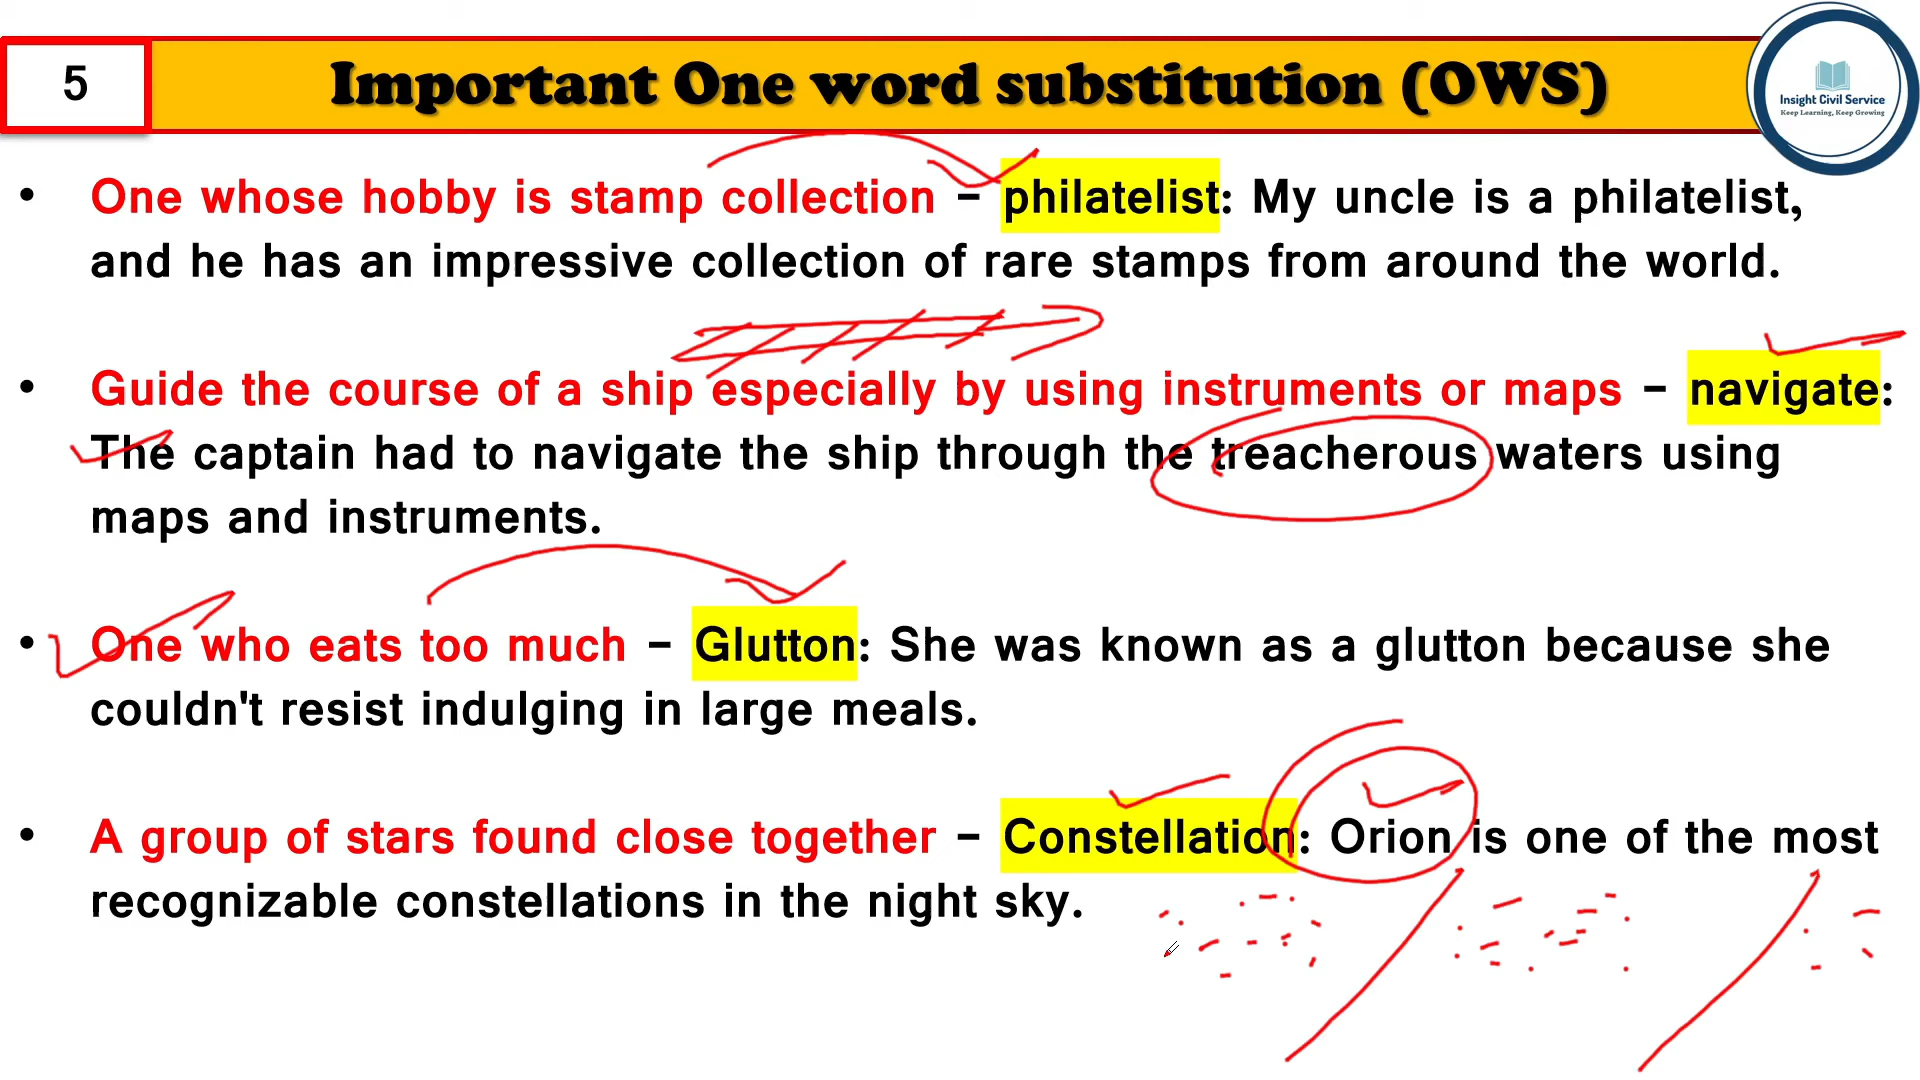 5
Important One word substitution (OWS)
Insight Civil Service
Keep Learning, Keep Growing
• One whose hobby is stamp collection - philatelist: My uncle is a philatelist,
and he has an impressive collection of rare stamps from around the world.
• Guide the course of a ship especially by using instruments or maps - navigate:
The captain had to navigate the ship through the treacherous waters using
maps and instruments.
• One who eats too much - Glutton: She was known as a glutton because she
couldn't resist indulging in large meals.
• A group of stars found close together - Constellation: Orion is one of the most
recognizable constellations in the night sky.